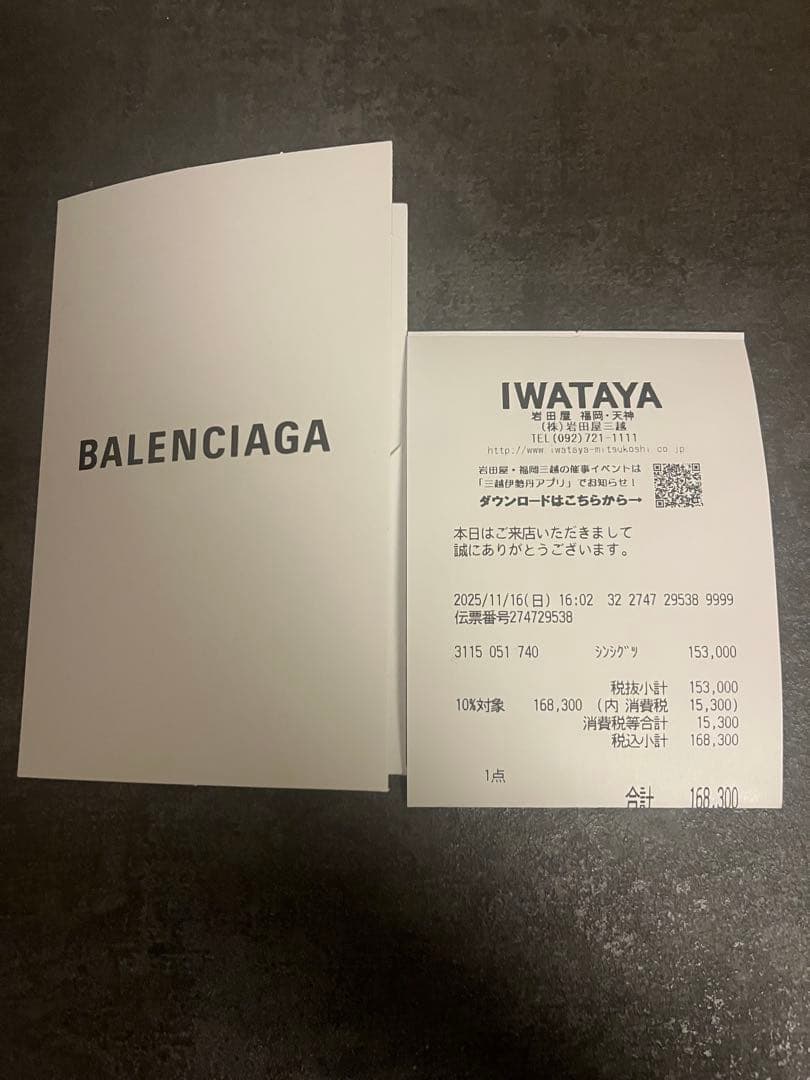 BALENCIAGA
IWATAYA
岩田屋 福岡・天神
(株)岩田屋三越
TEL(092)721-1111
http://www.iwataya-mitsukoshi.co.jp
岩田屋・福岡三越の催事イベントは
「三越伊勢丹アプリ」でお知らせ!
ダウンロードはこちらから→
本日はご来店いただきまして
誠にありがとうございます。
2025/11/16(日) 16:02 32 2747 29538 9999
伝票番号274729538
3115 051 740 シンシグツ 153,000
税抜小計 153,000
10%対象 168,300 (内 消費税 15,300)
消費税等合計 15,300
税込小計 168,300
1点
合計 168,300